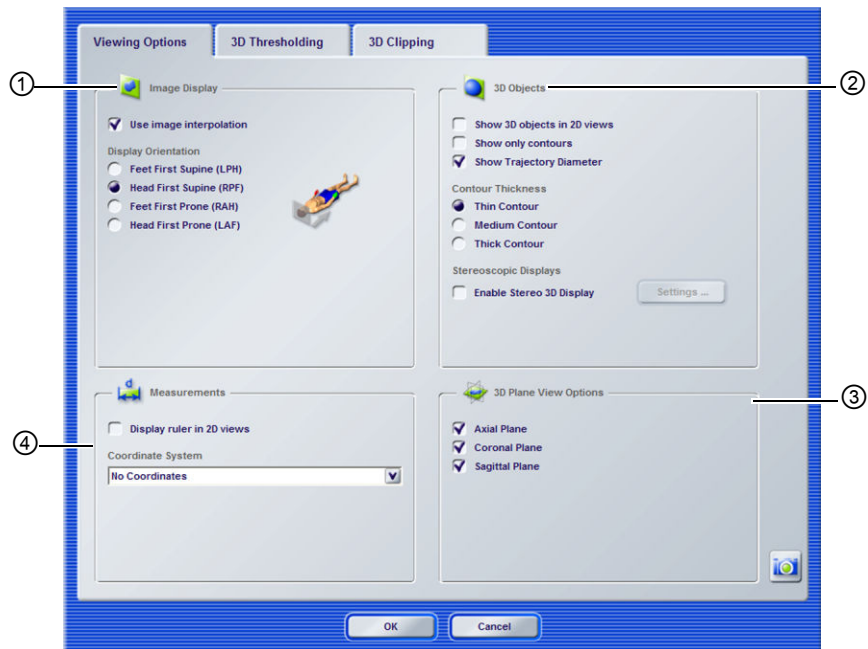 Viewing Options
3D Thresholding
3D Clipping
1
Image Display
Use image interpolation
Display Orientation
Feet First Supine (LPH)
Head First Supine (RPF)
Feet First Prone (RAH)
Head First Prone (LAF)
2
3D Objects
Show 3D objects in 2D views
Show only contours
Show Trajectory Diameter
Contour Thickness
Thin Contour
Medium Contour
Thick Contour
Stereoscopic Displays
Enable Stereo 3D Display
Settings ...
4
d
Measurements
Display ruler in 2D views
Coordinate System
No Coordinates
3
3D Plane View Options
Axial Plane
Coronal Plane
Sagittal Plane
OK
Cancel